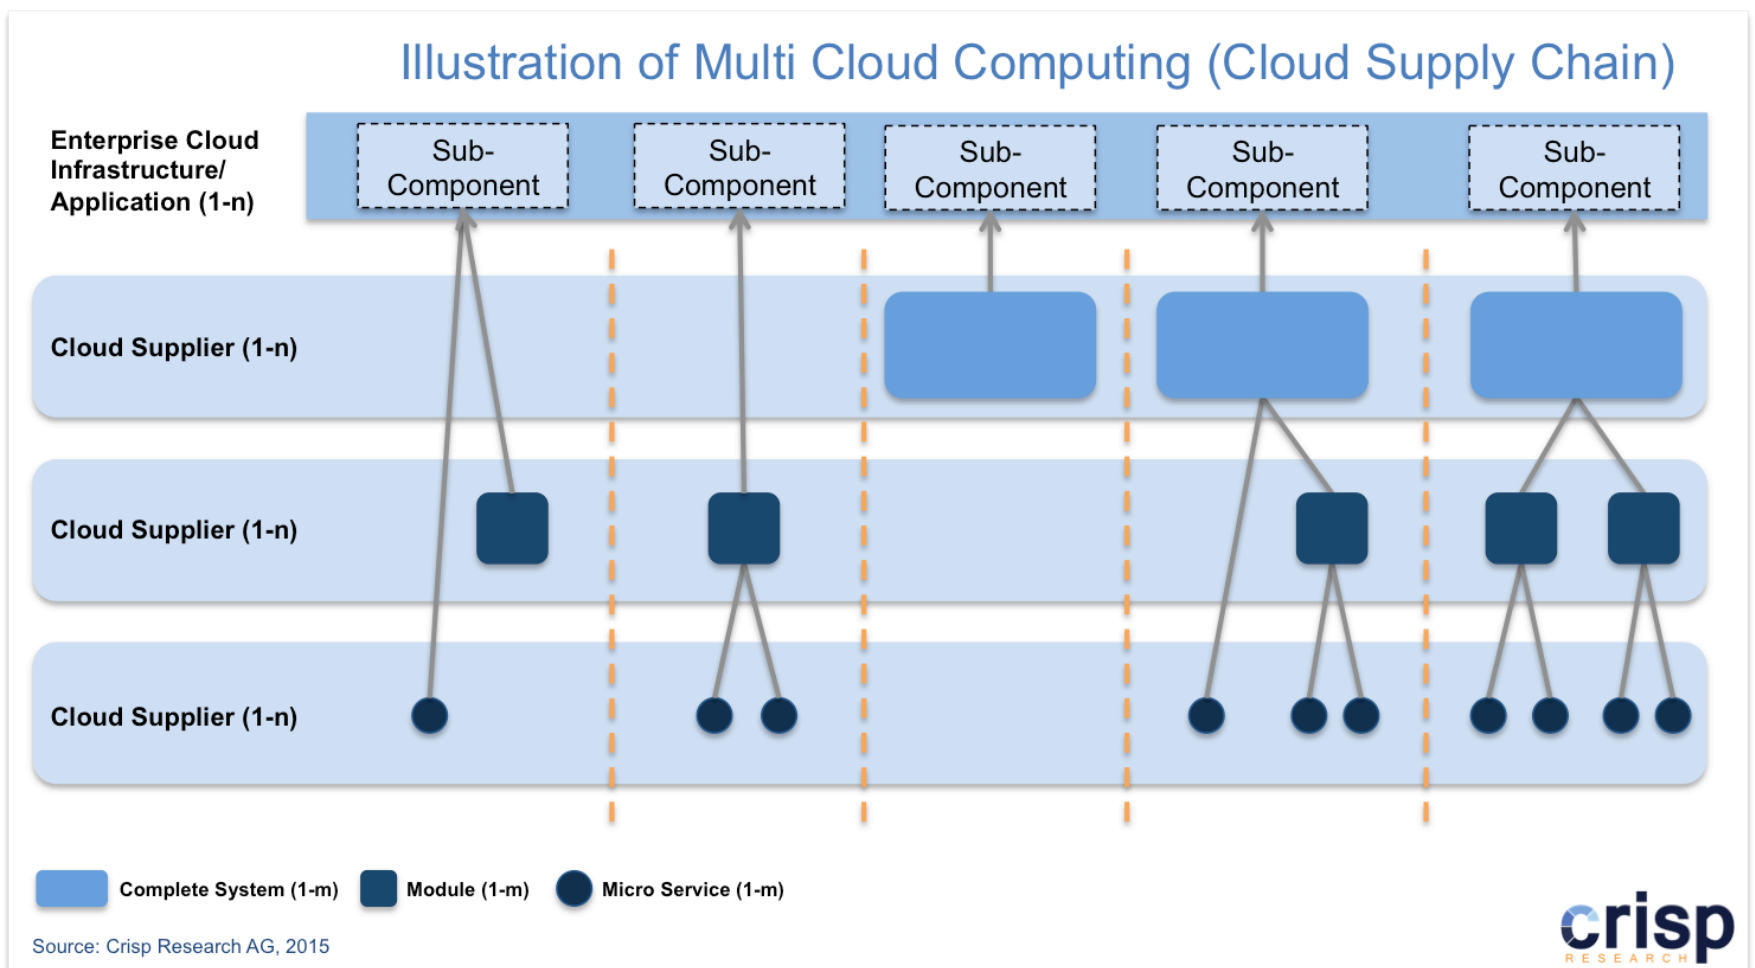 Illustration of Multi Cloud Computing (Cloud Supply Chain)
Enterprise Cloud
Infrastructure/
Application (1-n)
Sub-
Component
Sub-
Component
Sub-
Component
Sub-
Component
Sub-
Component
Cloud Supplier (1-n)
Cloud Supplier (1-n)
Cloud Supplier (1-n)
Complete System (1-m)
Module (1-m)
Micro Service (1-m)
Source: Crisp Research AG, 2015
crisp
RESEARCH